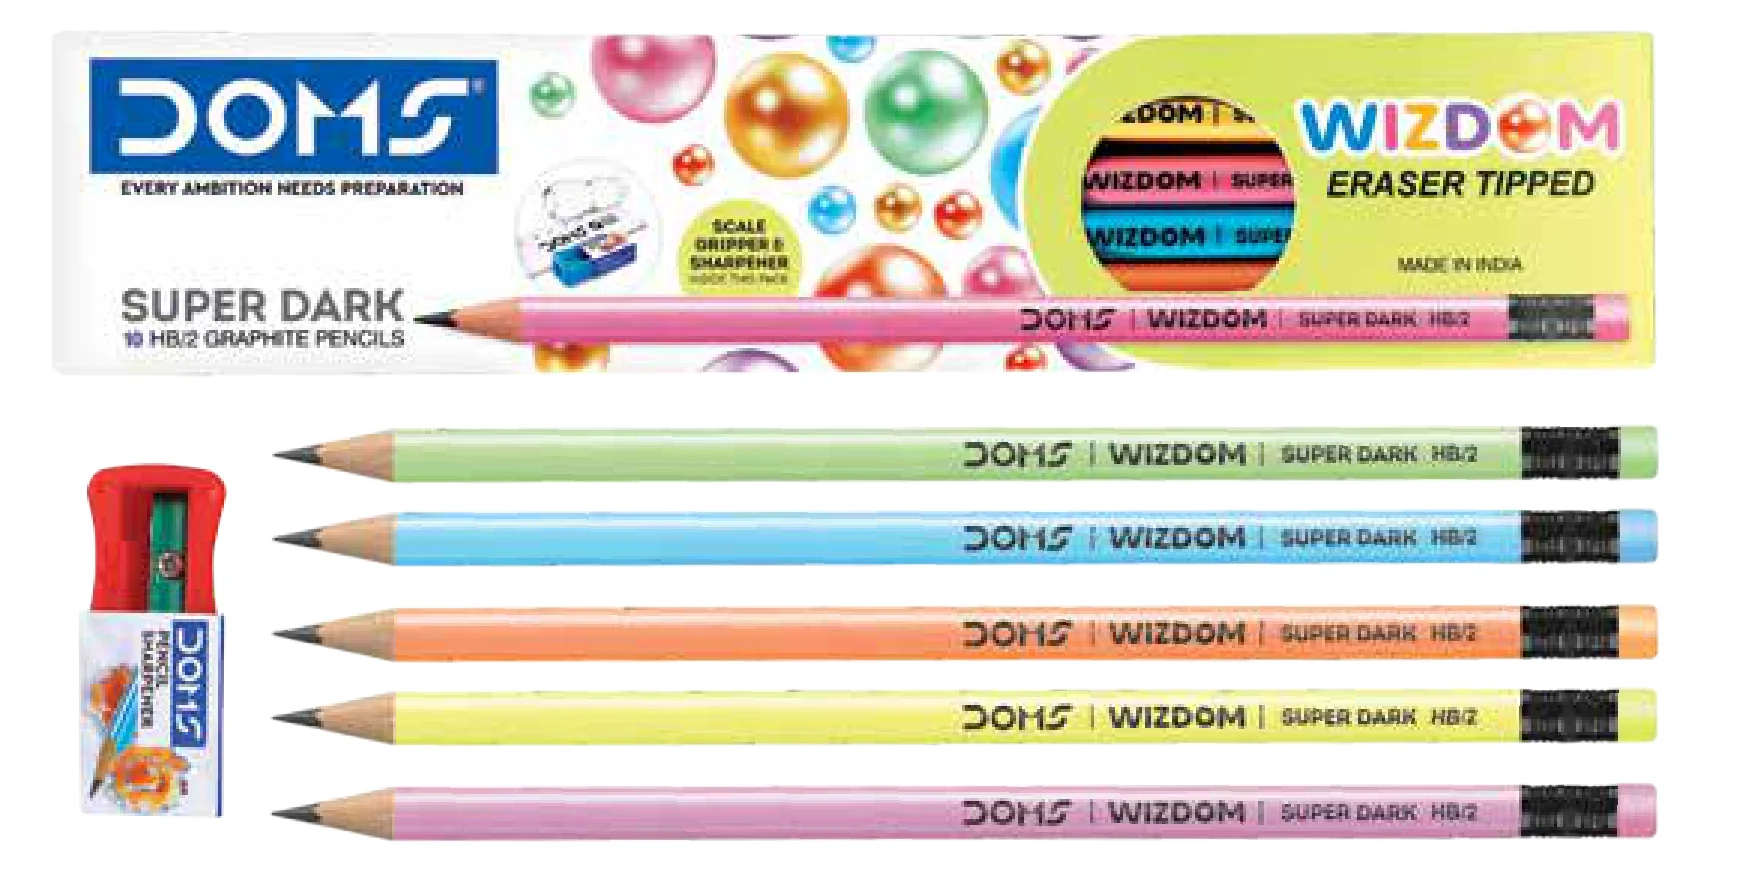 DOMS®
EVERY AMBITION NEEDS PREPARATION
SUPER DARK
10 HB/2 GRAPHITE PENCILS
SCALE
GRIPPER &
SHARPENER
INSIDE THIS PACK
WIZDOM | SUPER
WIZDOM | SUPER
WIZDOM
ERASER TIPPED
MADE IN INDIA
DOMS | WIZDOM | SUPER DARK HB/2
DOMS | WIZDOM | SUPER DARK HB/2
DOMS | WIZDOM | SUPER DARK HB/2
DOMS | WIZDOM | SUPER DARK HB/2
DOMS | WIZDOM | SUPER DARK HB/2
DOMS | WIZDOM | SUPER DARK HB/2
DOMS
PENCIL
SHARPENER